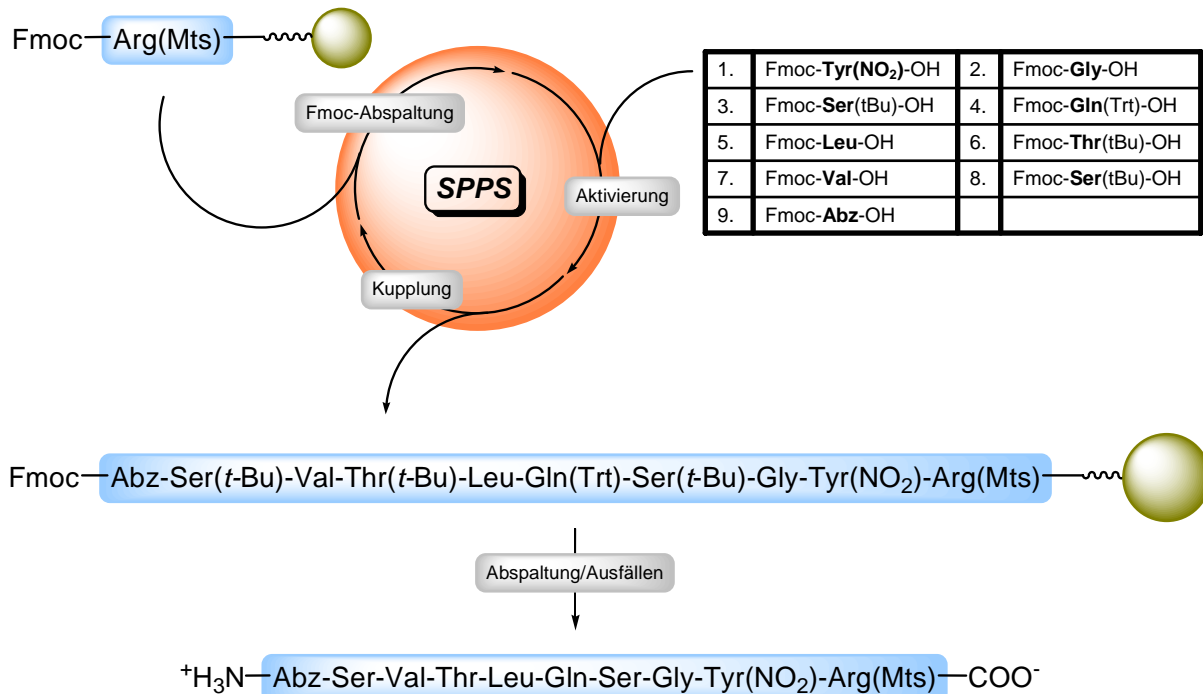 Fmoc Arg(Mts)
Fmoc-Abspaltung
SPPS
Aktivierung
Kupplung
1. Fmoc-Tyr(NO2)-OH 2. Fmoc-Gly-OH
3. Fmoc-Ser(tBu)-OH 4. Fmoc-Gln(Trt)-OH
5. Fmoc-Leu-OH 6. Fmoc-Thr(tBu)-OH
7. Fmoc-Val-OH 8. Fmoc-Ser(tBu)-OH
9. Fmoc-Abz-OH
Fmoc Abz-Ser(t-Bu)-Val-Thr(t-Bu)-Leu-Gln(Trt)-Ser(t-Bu)-Gly-Tyr(NO2)-Arg(Mts)
Abspaltung/Ausfällen
+H3N Abz-Ser-Val-Thr-Leu-Gln-Ser-Gly-Tyr(NO2)-Arg(Mts) COO-